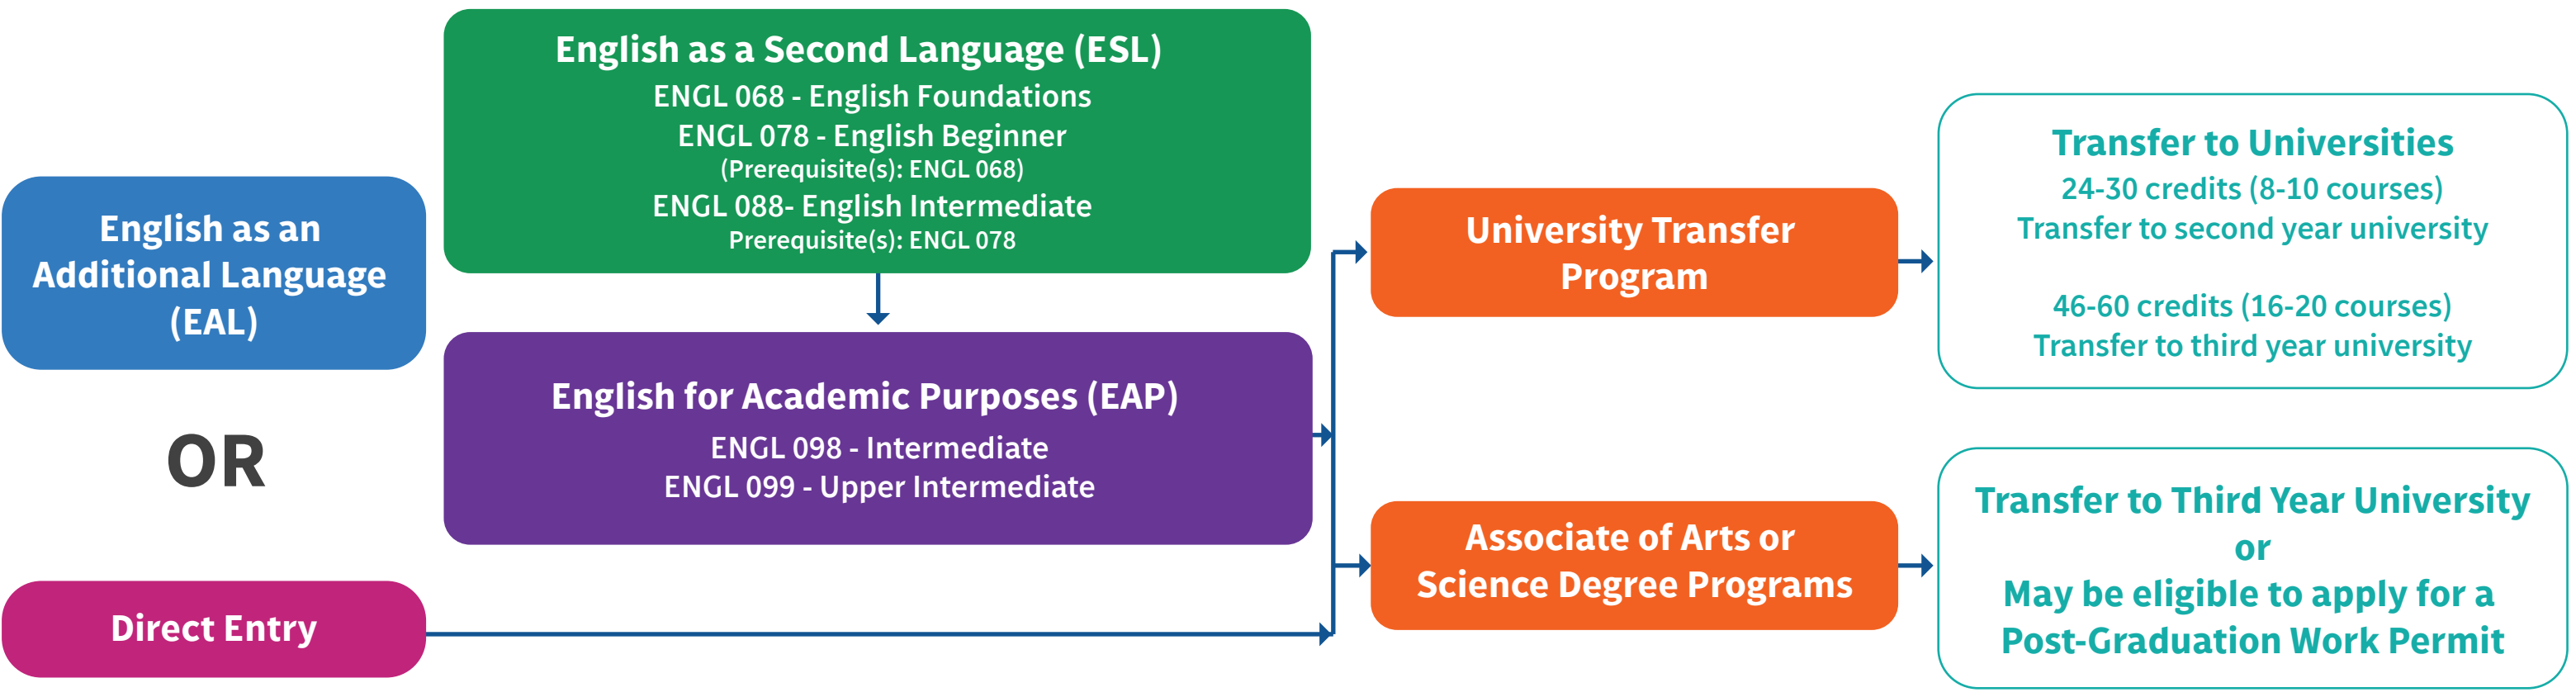 English as an
Additional Language
(EAL)
OR
Direct Entry
English as a Second Language (ESL)
ENGL 068 - English Foundations
ENGL 078 - English Beginner
(Prerequisite(s): ENGL 068)
ENGL 088- English Intermediate
Prerequisite(s): ENGL 078
English for Academic Purposes (EAP)
ENGL 098 - Intermediate
ENGL 099 - Upper Intermediate
University Transfer
Program
Associate of Arts or
Science Degree Programs
Transfer to Universities
24-30 credits (8-10 courses)
Transfer to second year university
46-60 credits (16-20 courses)
Transfer to third year university
Transfer to Third Year University
or
May be eligible to apply for a
Post-Graduation Work Permit